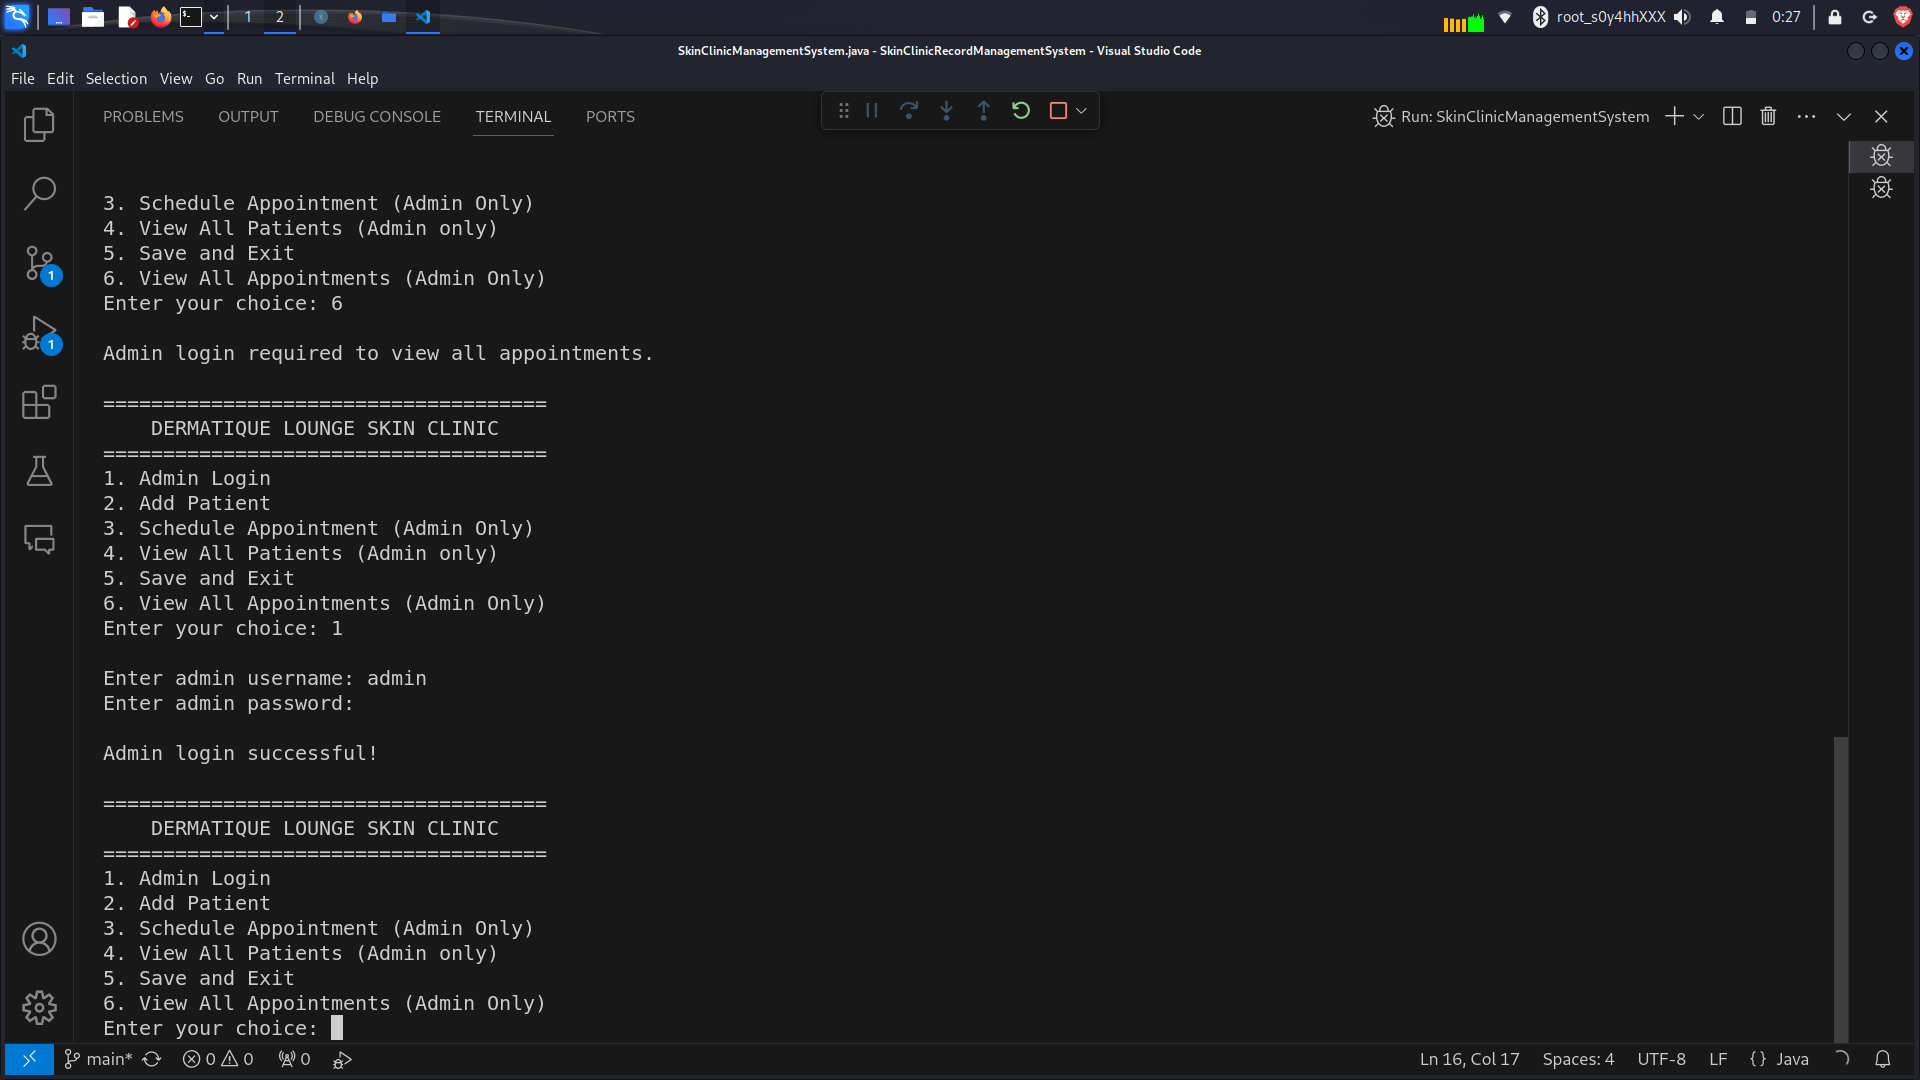 1
2
root_s0y4hhXXX
0:27
SkinClinicManagementSystem.java - SkinClinicRecordManagementSystem - Visual Studio Code
File Edit Selection View Go Run Terminal Help
PROBLEMS OUTPUT DEBUG CONSOLE TERMINAL PORTS
Run: SkinClinicManagementSystem
3. Schedule Appointment (Admin Only)
4. View All Patients (Admin only)
5. Save and Exit
6. View All Appointments (Admin Only)
Enter your choice: 6
Admin login required to view all appointments.
=====================================
DERMATIQUE LOUNGE SKIN CLINIC
=====================================
1. Admin Login
2. Add Patient
3. Schedule Appointment (Admin Only)
4. View All Patients (Admin only)
5. Save and Exit
6. View All Appointments (Admin Only)
Enter your choice: 1
Enter admin username: admin
Enter admin password:
Admin login successful!
=====================================
DERMATIQUE LOUNGE SKIN CLINIC
=====================================
1. Admin Login
2. Add Patient
3. Schedule Appointment (Admin Only)
4. View All Patients (Admin only)
5. Save and Exit
6. View All Appointments (Admin Only)
Enter your choice:
1
1
main* 0 0 0
Ln 16, Col 17 Spaces: 4 UTF-8 LF {} Java